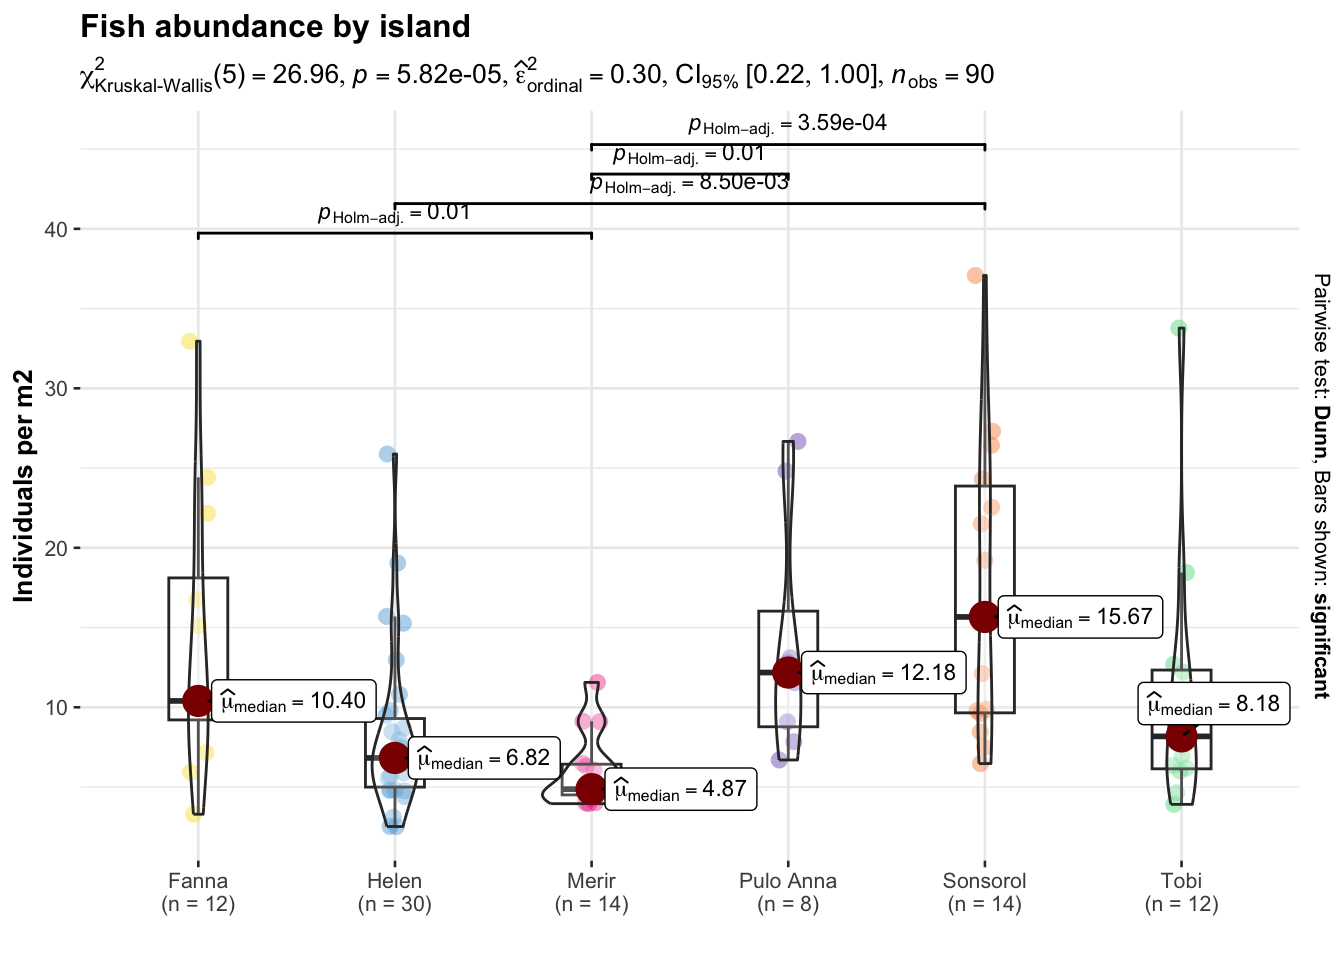 Fish abundance by island
χ²Kruskal-Wallis(5) = 26.96, p = 5.82e-05, ε̂²ordinal = 0.30, CI95% [0.22, 1.00], nobs = 90
pHolm−adj. = 3.59e-04
pHolm−adj. = 0.01
pHolm−adj. = 8.50e-03
pHolm−adj. = 0.01
Individuals per m2
40
30
20
10
μ̂median = 10.40
μ̂median = 6.82
μ̂median = 4.87
μ̂median = 12.18
μ̂median = 15.67
μ̂median = 8.18
Fanna
(n = 12)
Helen
(n = 30)
Merir
(n = 14)
Pulo Anna
(n = 8)
Sonsorol
(n = 14)
Tobi
(n = 12)
Pairwise test: Dunn, Bars shown: significant